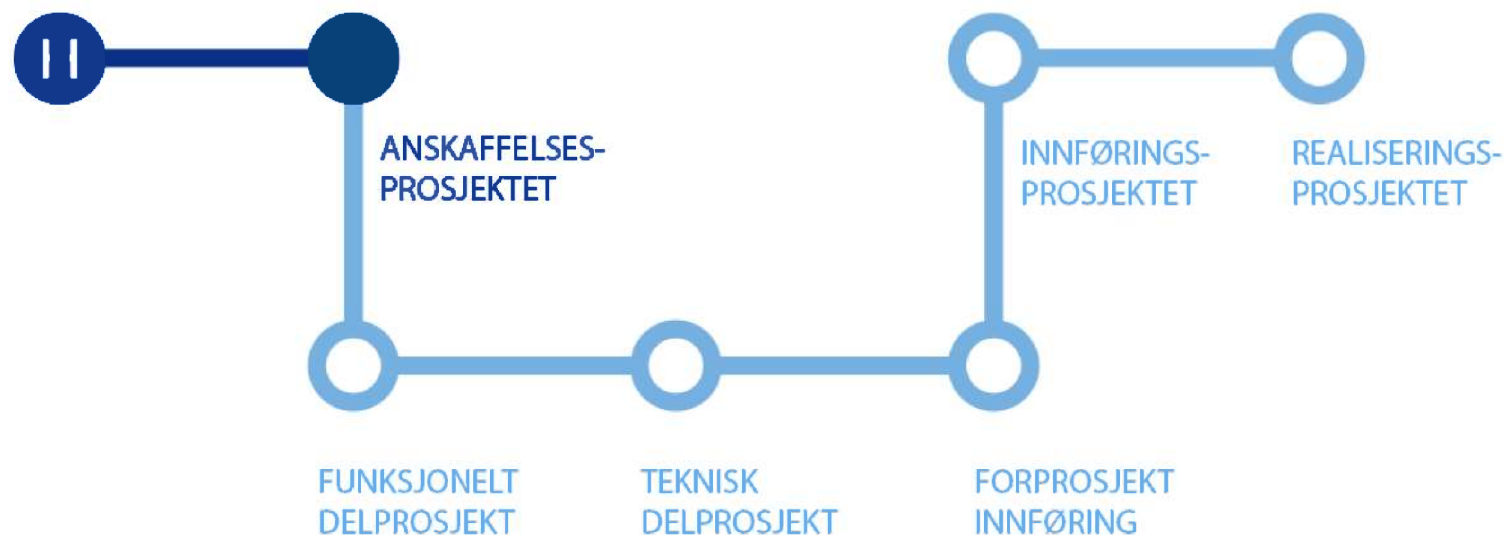 ANSKAFFELSES-
PROSJEKTET
INNFØRINGS-
PROSJEKTET
REALISERINGS-
PROSJEKTET
FUNKSJONELT
DELPROSJEKT
TEKNISK
DELPROSJEKT
FORPROSJEKT
INNFØRING